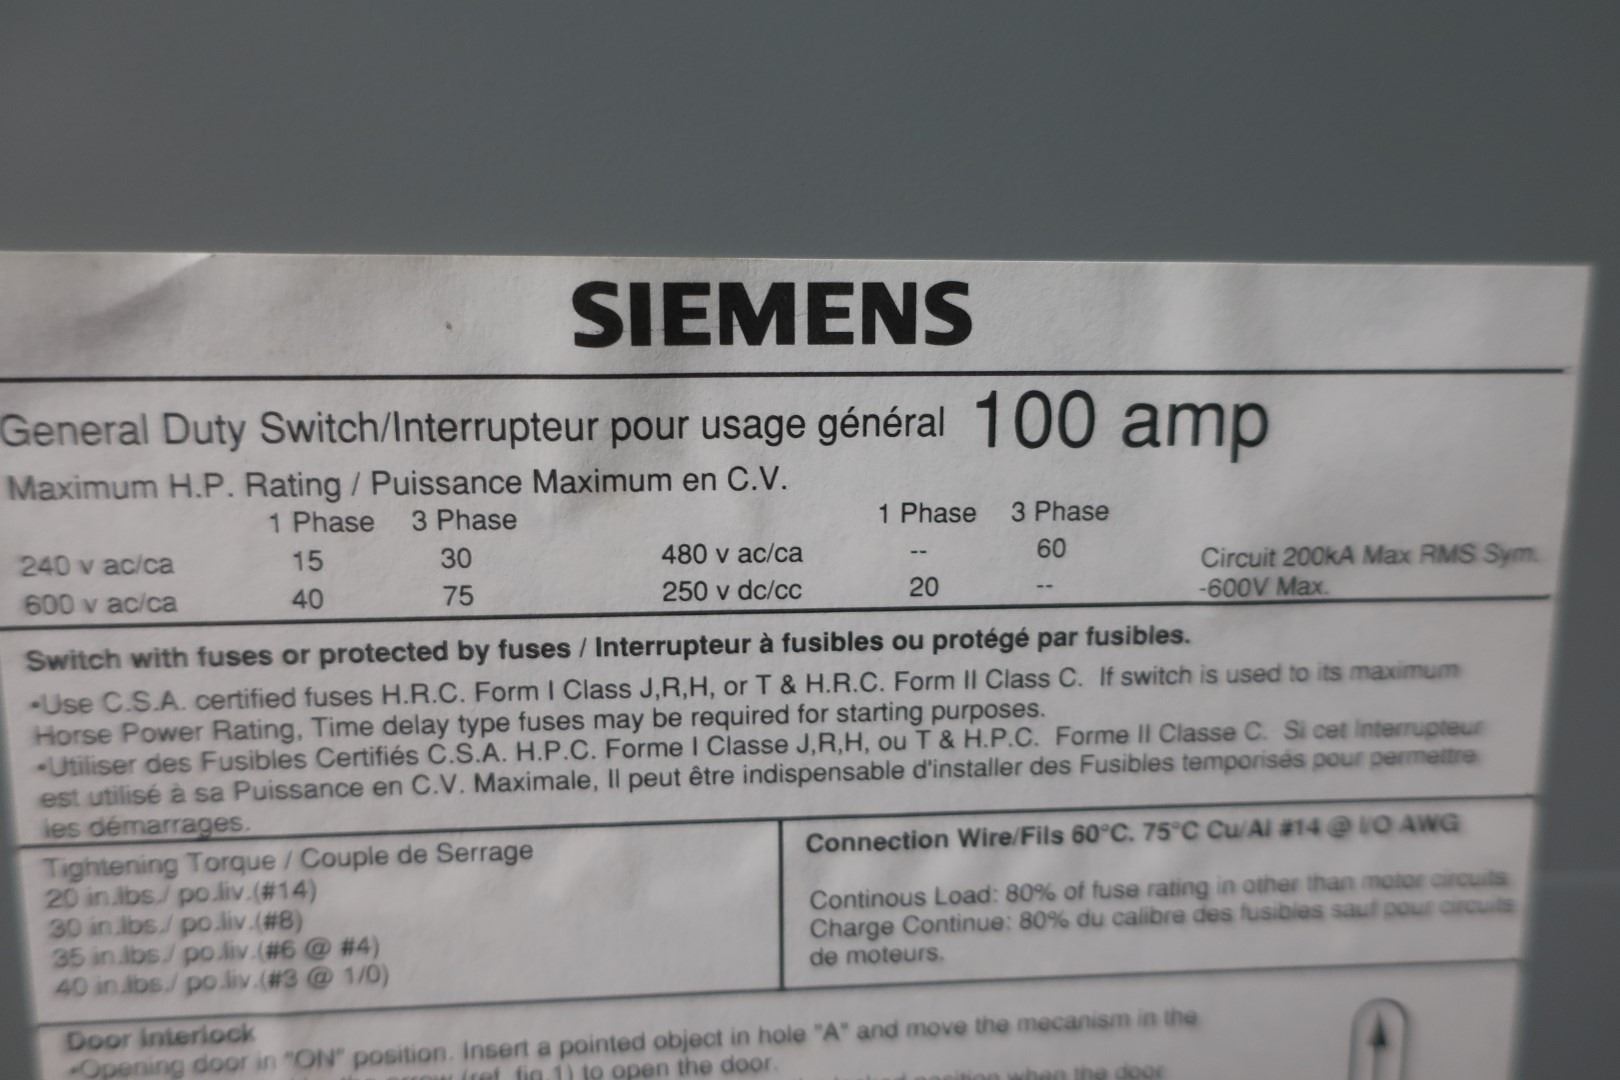 SIEMENS
General Duty Switch/Interrupteur pour usage général 100 amp
Maximum H.P. Rating / Puissance Maximum en C.V.
1 Phase 3 Phase 1 Phase 3 Phase
240 v ac/ca 15 30 480 v ac/ca -- 60 Circuit 200kA Max RMS Sym.
600 v ac/ca 40 75 250 v dc/cc 20 -- -600V Max.
Switch with fuses or protected by fuses / Interrupteur à fusibles ou protégé par fusibles.
•Use C.S.A. certified fuses H.R.C. Form I Class J,R,H, or T & H.R.C. Form II Class C. If switch is used to its maximum
Horse Power Rating, Time delay type fuses may be required for starting purposes.
•Utiliser des Fusibles Certifiés C.S.A. H.P.C. Forme I Classe J,R,H, ou T & H.P.C. Forme II Classe C. Si cet Interrupteur
est utilisé à sa Puissance en C.V. Maximale, Il peut être indispensable d'installer des Fusibles temporisés pour permettre
les démarrages.
Tightening Torque / Couple de Serrage
20 in.lbs./ po.liv.(#14)
30 in.lbs./ po.liv.(#8)
35 in.lbs./ po.liv.(#6 @ #4)
40 in.lbs./ po.liv.(#3 @ 1/0)
Connection Wire/Fils 60°C. 75°C Cu/Al #14 @ I/O AWG
Continous Load: 80% of fuse rating in other than motor circuits.
Charge Continue: 80% du calibre des fusibles sauf pour circuits
de moteurs.
Door Interlock
•Opening door in "ON" position. Insert a pointed object in hole "A" and move the mecanism in the
arrow (ref. fig.1) to open the door.
position when the door